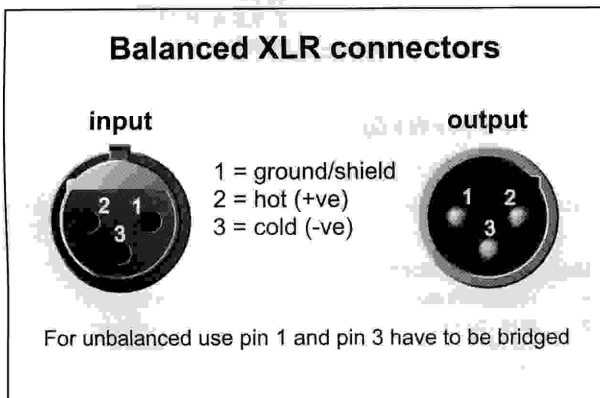 Balanced XLR connectors
input
output
1 = ground/shield
2 = hot (+ve)
3 = cold (-ve)
2 1
3
1 2
3
For unbalanced use pin 1 and pin 3 have to be bridged